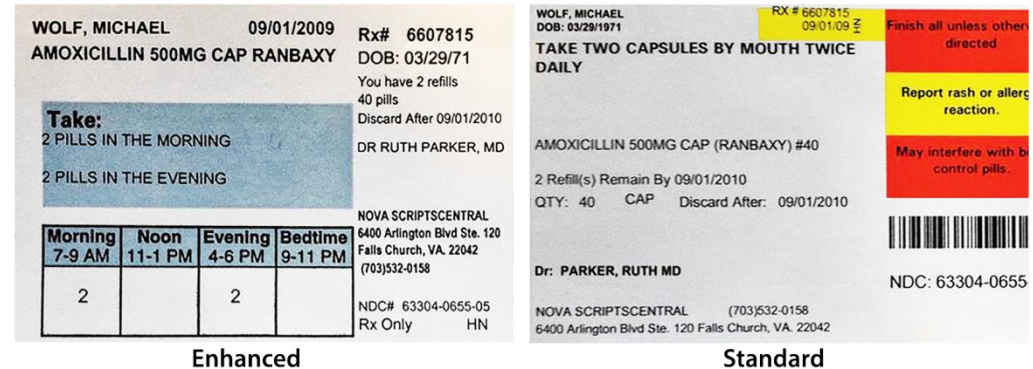 WOLF, MICHAEL 09/01/2009
AMOXICILLIN 500MG CAP RANBAXY
Take:
2 PILLS IN THE MORNING
2 PILLS IN THE EVENING
Morning Noon Evening Bedtime
7-9 AM 11-1 PM 4-6 PM 9-11 PM
2 2
Rx# 6607815
DOB: 03/29/71
You have 2 refills
40 pills
Discard After 09/01/2010
DR RUTH PARKER, MD
NOVA SCRIPTSCENTRAL
6400 Arlington Blvd Ste. 120
Falls Church, VA. 22042
(703)532-0158
NDC# 63304-0655-05
Rx Only HN
Enhanced
WOLF, MICHAEL
DOB: 03/29/1971
RX # 6607815
09/01/09
TAKE TWO CAPSULES BY MOUTH TWICE
DAILY
AMOXICILLIN 500MG CAP (RANBAXY) #40
2 Refill(s) Remain By 09/01/2010
QTY: 40 CAP Discard After: 09/01/2010
Dr: PARKER, RUTH MD
NOVA SCRIPTSCENTRAL (703)532-0158
6400 Arlington Blvd Ste. 120 Falls Church, VA. 22042
Finish all unless
directed
Report rash or
reaction.
May interfere with
control pills.
NDC: 63304-0655-
Standard